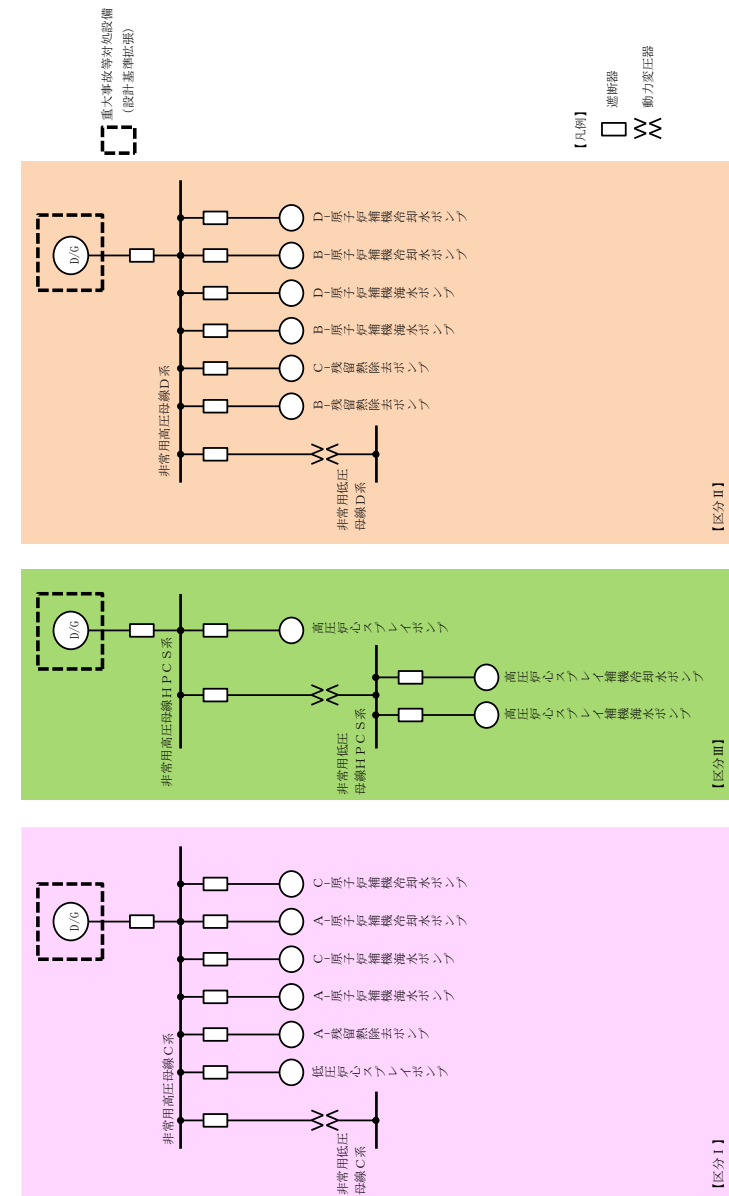 重大事故等対処設備
（設計基準拡張）
【凡例】
遮断器
動力変圧器
D/G
非常用高圧母線C系
低圧炉心スプレイポンプ
A-残留熱除去ポンプ
A-原子炉補機海水ポンプ
C-原子炉補機海水ポンプ
A-原子炉補機冷却水ポンプ
C-原子炉補機冷却水ポンプ
非常用低圧
母線C系
【区分Ⅰ】
D/G
非常用高圧母線HPCS系
高圧炉心スプレイポンプ
非常用低圧
母線HPCS系
高圧炉心スプレイ補機海水ポンプ
高圧炉心スプレイ補機冷却水ポンプ
【区分Ⅲ】
D/G
非常用高圧母線D系
B-残留熱除去ポンプ
C-残留熱除去ポンプ
B-原子炉補機海水ポンプ
D-原子炉補機海水ポンプ
B-原子炉補機冷却水ポンプ
D-原子炉補機冷却水ポンプ
非常用低圧
母線D系
【区分Ⅱ】